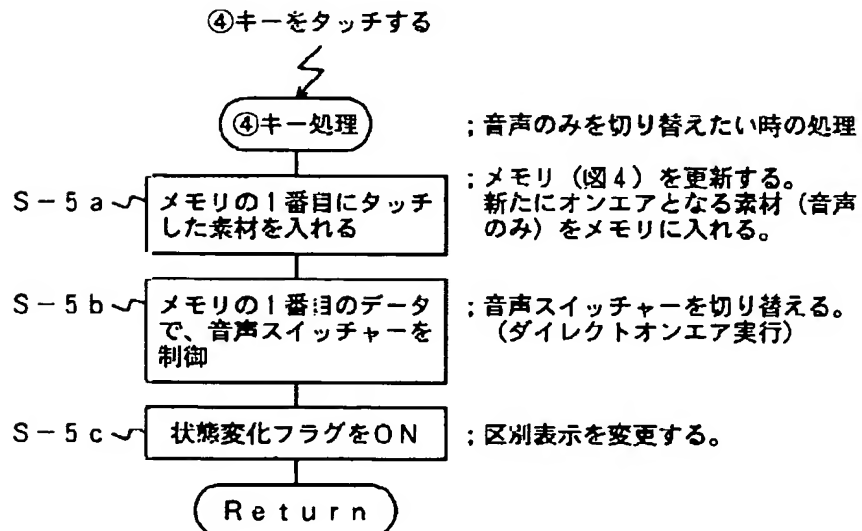 ④キーをタッチする
④キー処理
；音声のみを切り替えたい時の処理
S－5a
メモリの1番目にタッチ
した素材を入れる
；メモリ（図4）を更新する。
新たにオンエアとなる素材（音声
のみ）をメモリに入れる。
S－5b
メモリの1番目のデータ
で、音声スイッチャーを
制御
；音声スイッチャーを切り替える。
（ダイレクトオンエア実行）
S－5c
状態変化フラグをON
；区別表示を変更する。
Return